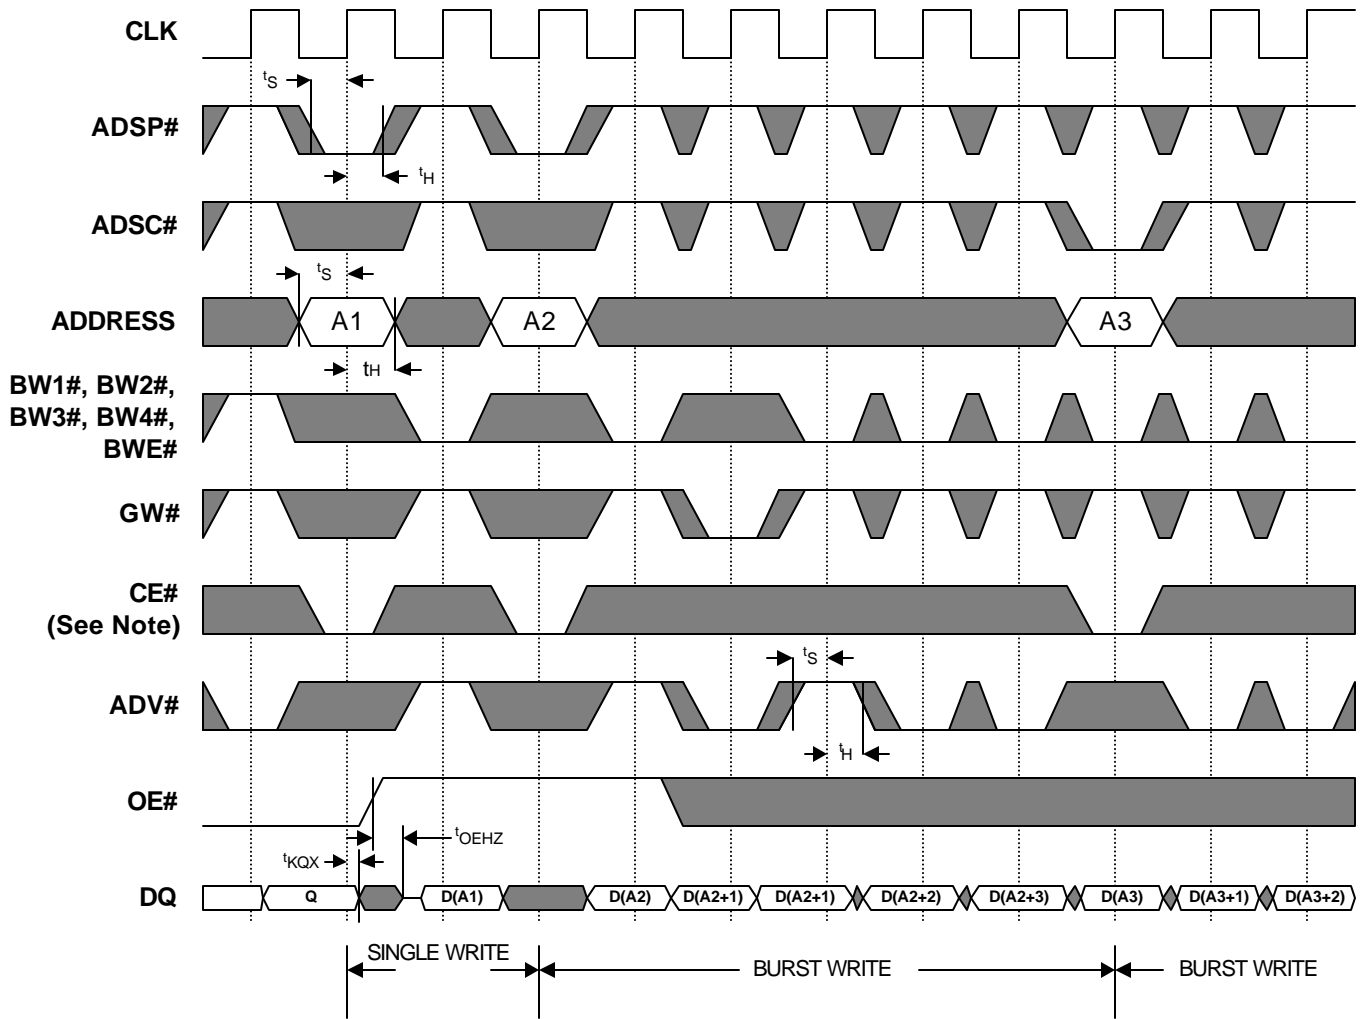 CLK
tS
ADSP#
tH
ADSC#
tS
ADDRESS
A1
A2
A3
tH
BW1#, BW2#,
BW3#, BW4#,
BWE#
GW#
CE#
(See Note)
tS
ADV#
tH
OE#
tOEHZ
tKQX
DQ
Q
D(A1)
D(A2)
D(A2+1)
D(A2+1)
D(A2+2)
D(A2+3)
D(A3)
D(A3+1)
D(A3+2)
SINGLE WRITE
BURST WRITE
BURST WRITE